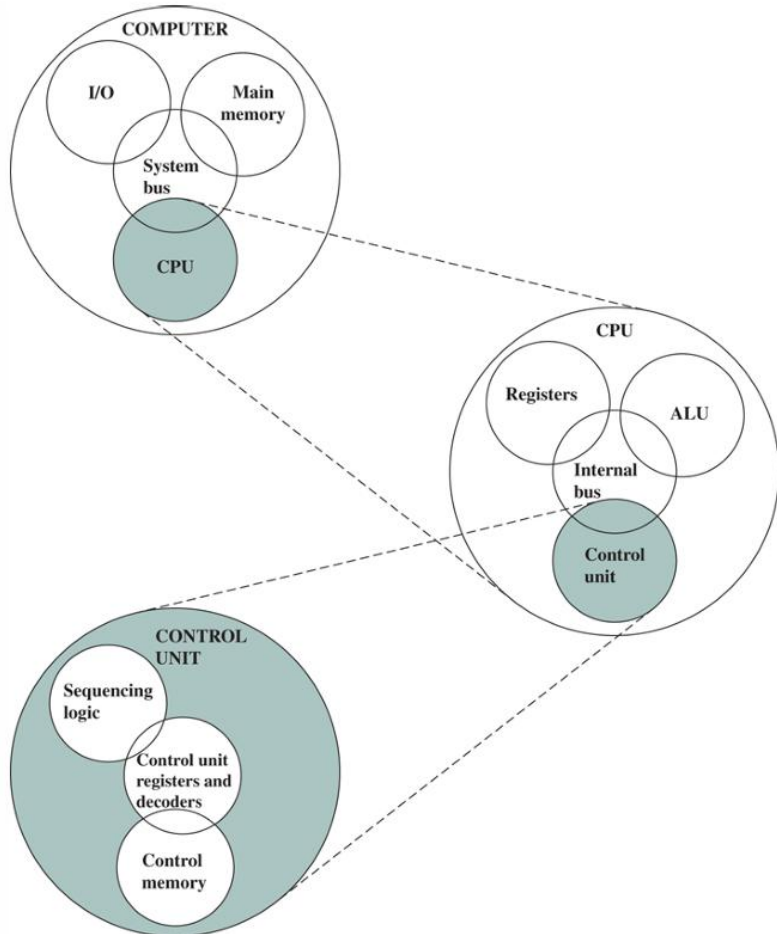 COMPUTER
I/O
Main
memory
System
bus
CPU
CPU
Registers
ALU
Internal
bus
Control
unit
CONTROL
UNIT
Sequencing
logic
Control unit
registers and
decoders
Control
memory